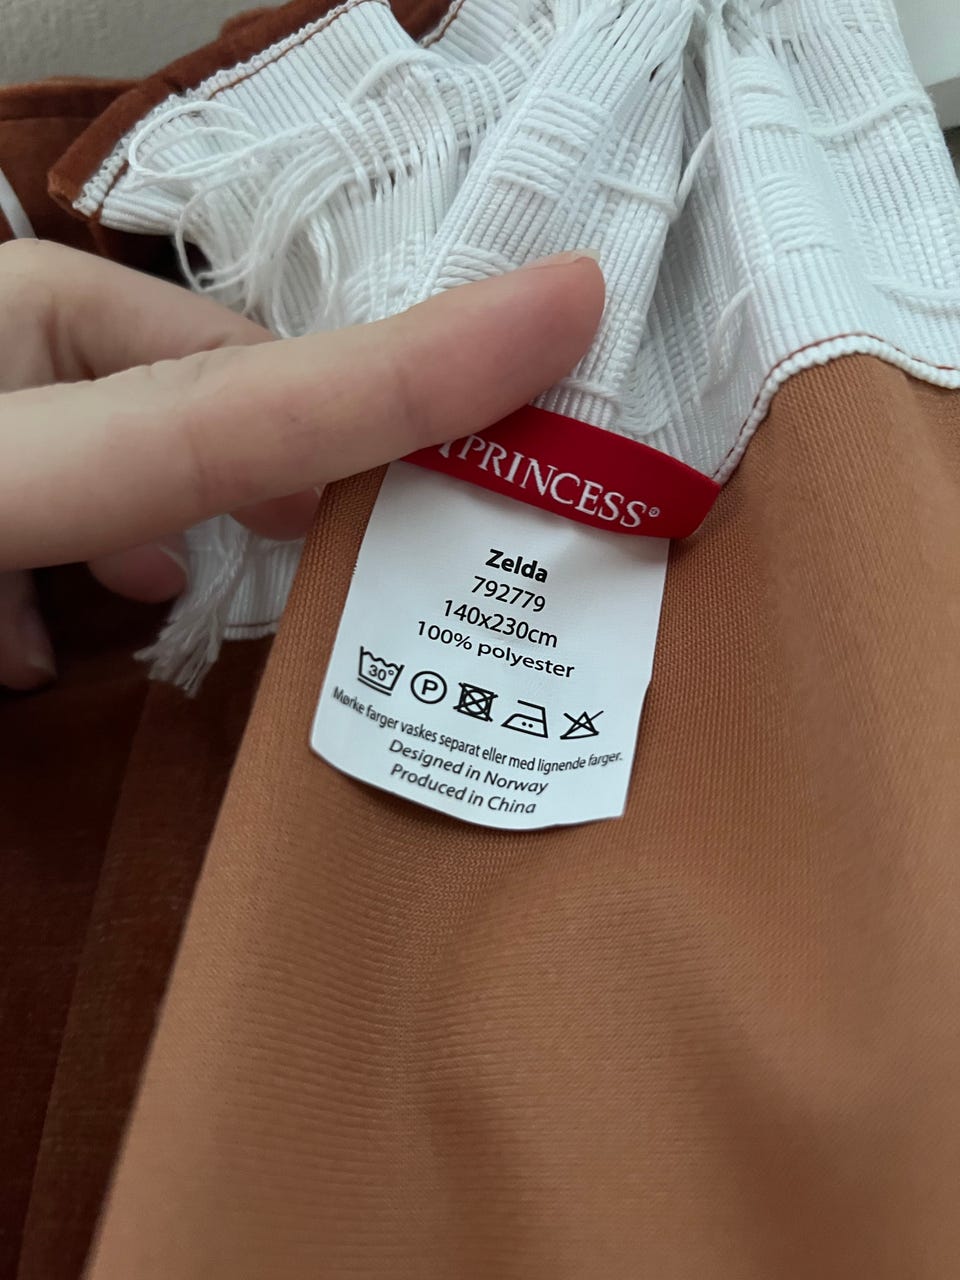 PRINCESS®
Zelda
792779
140x230cm
100% polyester
30° P
Mørke farger vaskes separat eller med lignende farger.
Designed in Norway
Produced in China